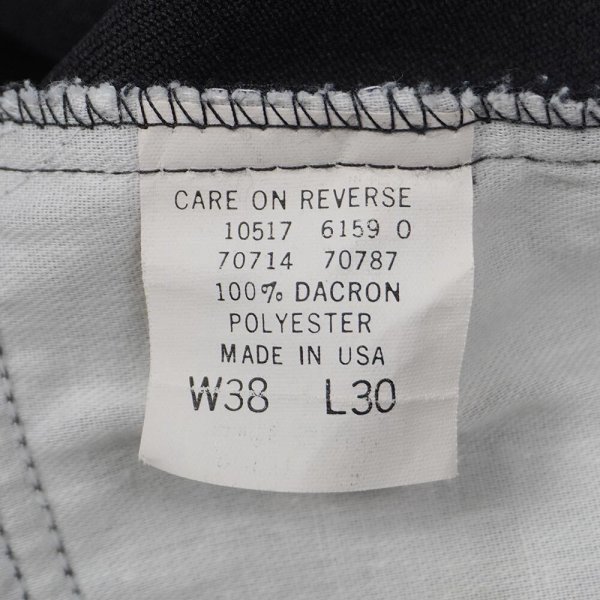 CARE ON REVERSE
10517 6159 0
70714 70787
100% DACRON
POLYESTER
MADE IN USA
W38 L30